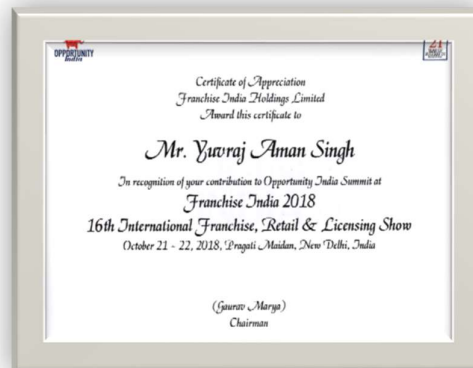 OPPORTUNITY
21
Certificate of Appreciation
Franchise India Holdings Limited
Award this certificate to
Mr. Yuvraj Aman Singh
In recognition of your contribution to Opportunity India Summit at
Franchise India 2018
16th International Franchise, Retail & Licensing Show
October 21 - 22, 2018, Pragati Maidan, New Delhi, India
(Gaurav Marya)
Chairman